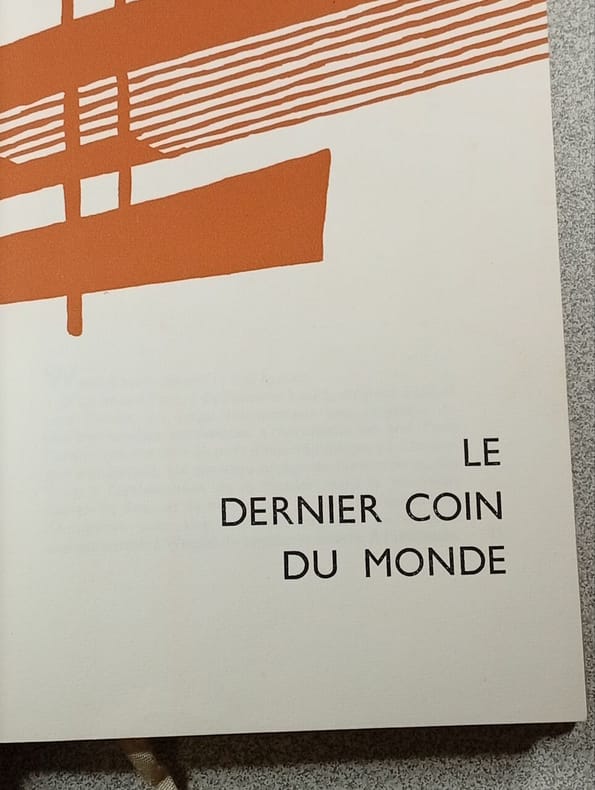 LE
DERNIER COIN
DU MONDE